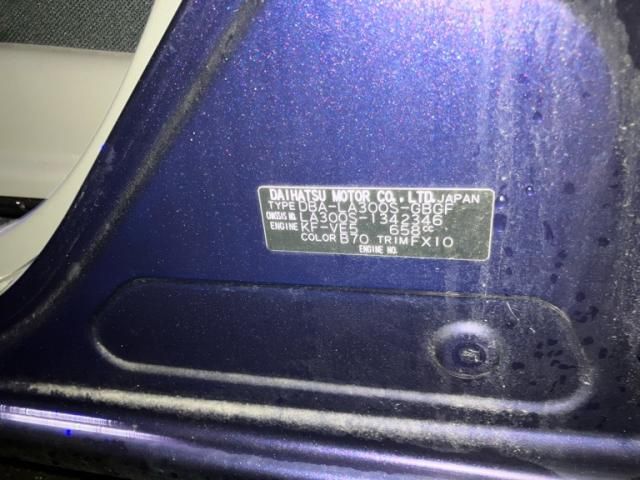 DAIHATSU MOTOR CO.,LTD. JAPAN
TYPE DBA-LA300S-GBGF
CHASSIS NO. LA300S-1342346
ENGINE KF-VE5 658cc
COLOR B70 TRIM FX10
ENGINE NO.